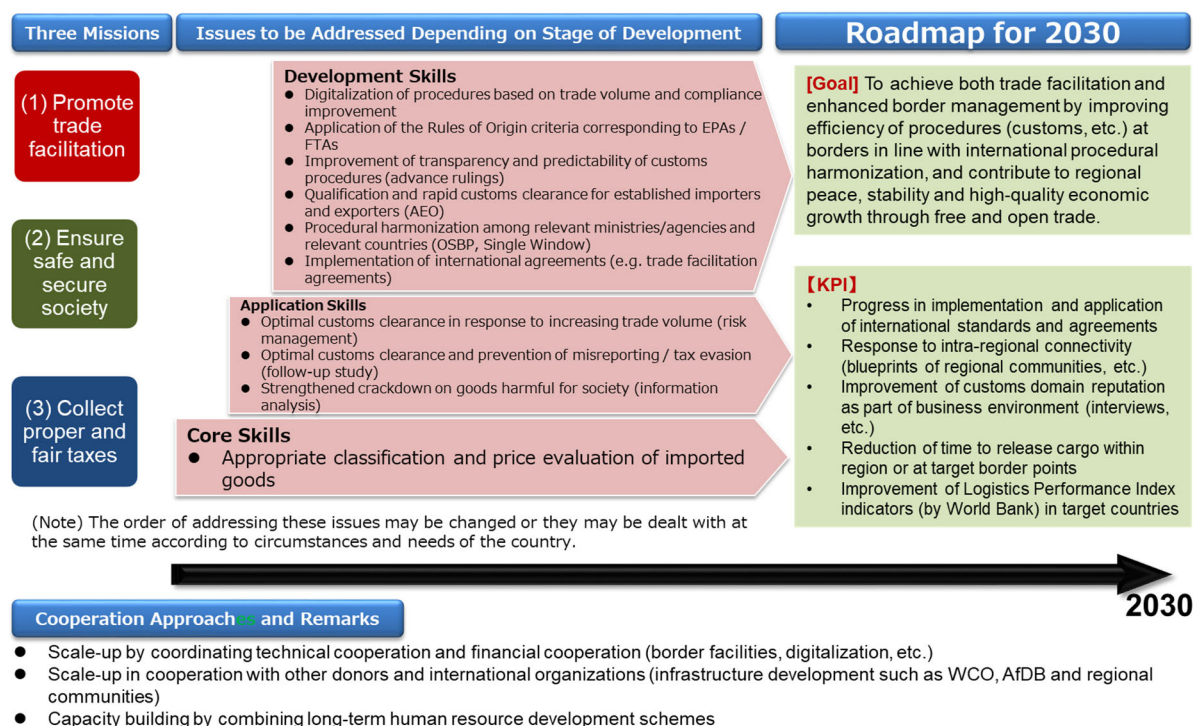 Three Missions
Issues to be Addressed Depending on Stage of Development
Roadmap for 2030
(1) Promote
trade
facilitation
(2) Ensure
safe and
secure
society
(3) Collect
proper and
fair taxes
Development Skills
● Digitalization of procedures based on trade volume and compliance
improvement
● Application of the Rules of Origin criteria corresponding to EPAs /
FTAs
● Improvement of transparency and predictability of customs
procedures (advance rulings)
● Qualification and rapid customs clearance for established importers
and exporters (AEO)
● Procedural harmonization among relevant ministries/agencies and
relevant countries (OSBP, Single Window)
● Implementation of international agreements (e.g. trade facilitation
agreements)
Application Skills
● Optimal customs clearance in response to increasing trade volume (risk
management)
● Optimal customs clearance and prevention of misreporting / tax evasion
(follow-up study)
● Strengthened crackdown on goods harmful for society (information
analysis)
Core Skills
● Appropriate classification and price evaluation of imported
goods
[Goal] To achieve both trade facilitation and
enhanced border management by improving
efficiency of procedures (customs, etc.) at
borders in line with international procedural
harmonization, and contribute to regional
peace, stability and high-quality economic
growth through free and open trade.
【KPI】
• Progress in implementation and application
of international standards and agreements
• Response to intra-regional connectivity
(blueprints of regional communities, etc.)
• Improvement of customs domain reputation
as part of business environment (interviews,
etc.)
• Reduction of time to release cargo within
region or at target border points
• Improvement of Logistics Performance Index
indicators (by World Bank) in target countries
(Note) The order of addressing these issues may be changed or they may be dealt with at
the same time according to circumstances and needs of the country.
2030
Cooperation Approaches and Remarks
● Scale-up by coordinating technical cooperation and financial cooperation (border facilities, digitalization, etc.)
● Scale-up in cooperation with other donors and international organizations (infrastructure development such as WCO, AfDB and regional
communities)
● Capacity building by combining long-term human resource development schemes